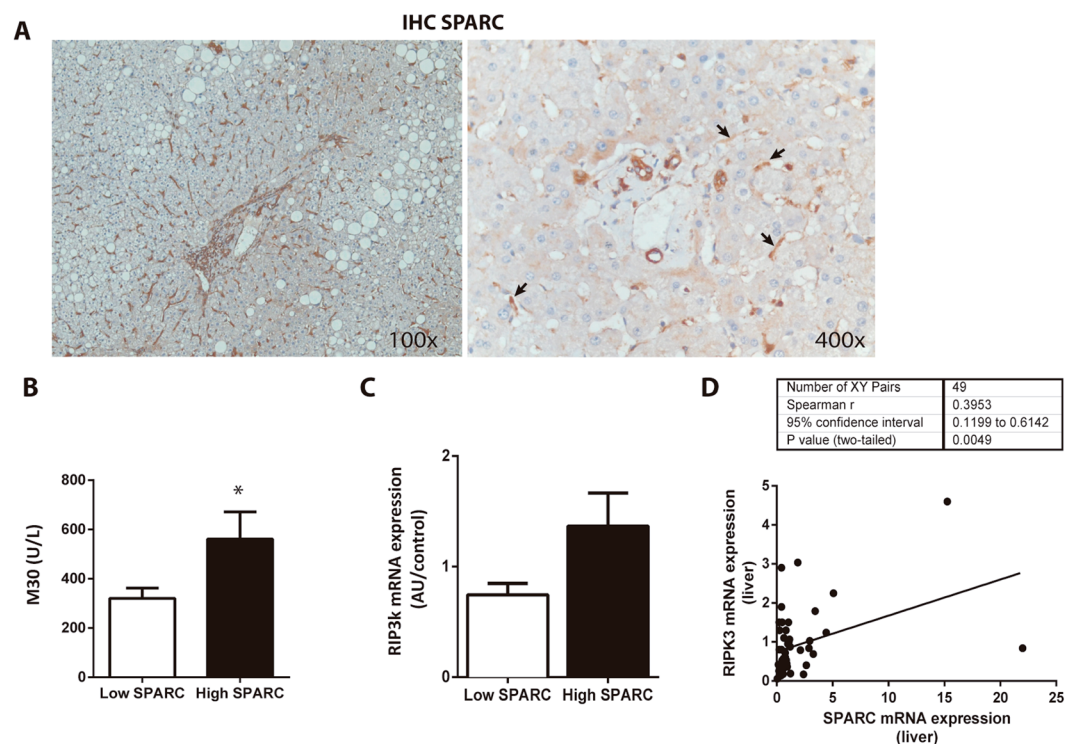 IHC SPARC
A
100x
400x
B
M30 (U/L)
800
600
400
200
0
*
Low SPARC High SPARC
C
RIP3k mRNA expression
(AU/control)
2
1
0
Low SPARC High SPARC
D
Number of XY Pairs 49
Spearman r 0.3953
95% confidence interval 0.1199 to 0.6142
P value (two-tailed) 0.0049
RIPK3 mRNA expression
(liver)
5
4
3
2
1
0
0 5 10 15 20 25
SPARC mRNA expression
(liver)